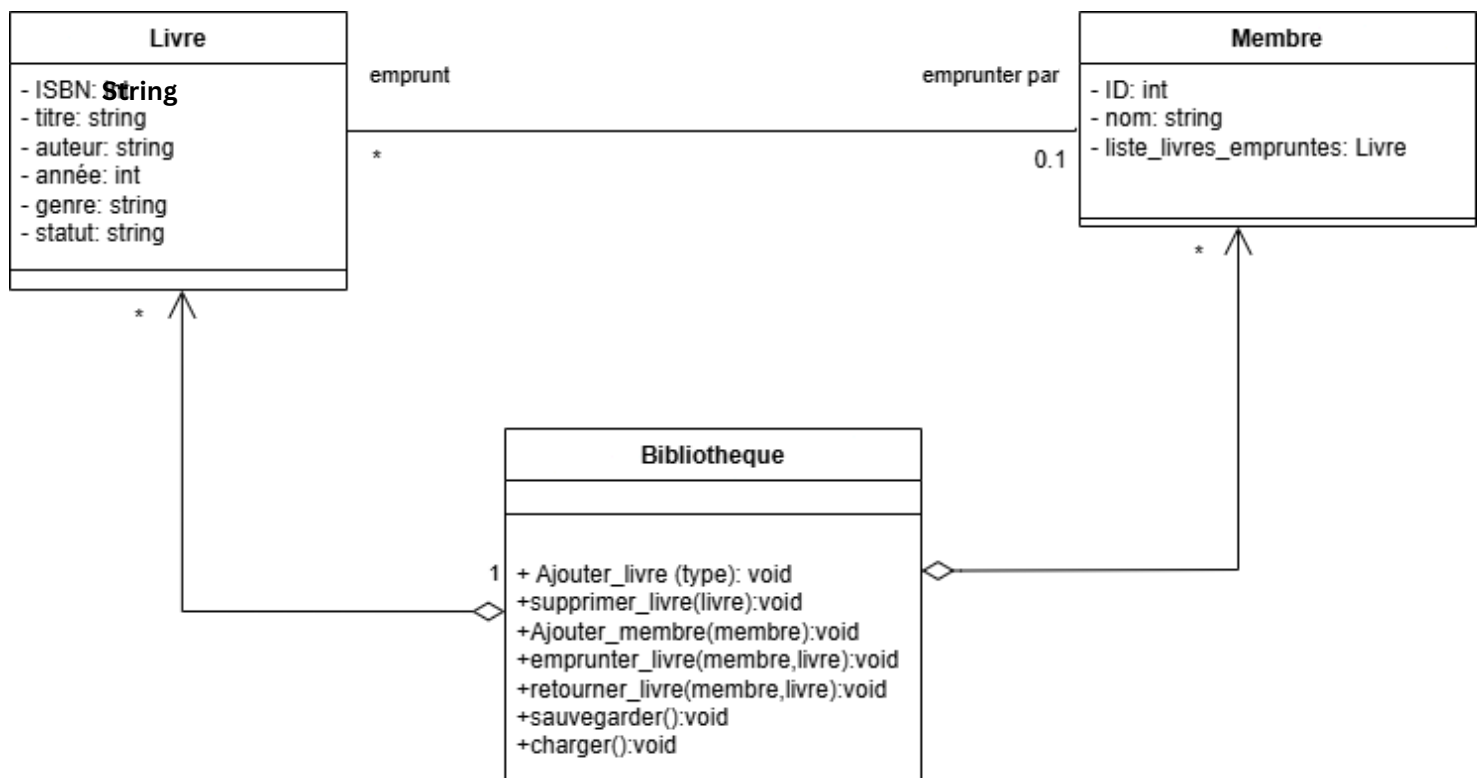 Livre
- ISBN: String
- titre: string
- auteur: string
- année: int
- genre: string
- statut: string
emprunt
emprunter par
*
0.1
Membre
- ID: int
- nom: string
- liste_livres_empruntes: Livre
*
*
Bibliotheque
1
+ Ajouter_livre (type): void
+supprimer_livre(livre):void
+Ajouter_membre(membre):void
+emprunter_livre(membre,livre):void
+retourner_livre(membre,livre):void
+sauvegarder():void
+charger():void